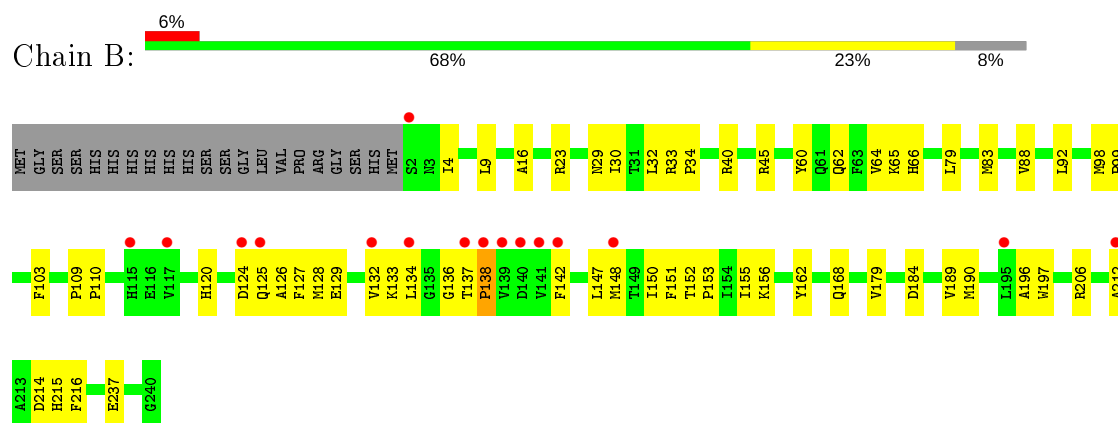 6%
Chain B:
68% 23% 8%
MET GLY SER SER HIS HIS HIS HIS HIS HIS SER SER GLY LEU VAL PRO ARG GLY SER HIS MET S2 N3 I4 L9 A16 R23 N29 I30 T31 L32 R33 P34 R40 R45 Y60 Q61 Q62 F63 V64 K65 H66 L79 M83 V88 L92 M98 P99
F103 P109 P110 H115 E116 V117 H120 D124 Q125 A126 F127 M128 E129 V132 K133 L134 G135 G136 T137 P138 V139 D140 V141 F142 L147 M148 T149 I150 F151 T152 P153 I154 I155 K156 Y162 Q168 V179 D184 V189 M190 L195 A196 W197 R206 A212
A213 D214 H215 F216 E237 G240